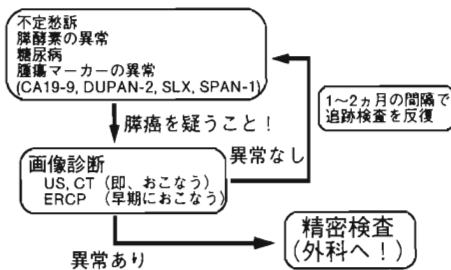 不定愁訴
膵酵素の異常
糖尿病
腫瘍マーカーの異常
(CA19-9, DUPAN-2, SLX, SPAN-1)
膵癌を疑うこと!
1〜2ヵ月の間隔で
追跡検査を反復
異常なし
画像診断
US, CT (即、おこなう)
ERCP (早期におこなう)
異常あり
精密検査
(外科へ!)